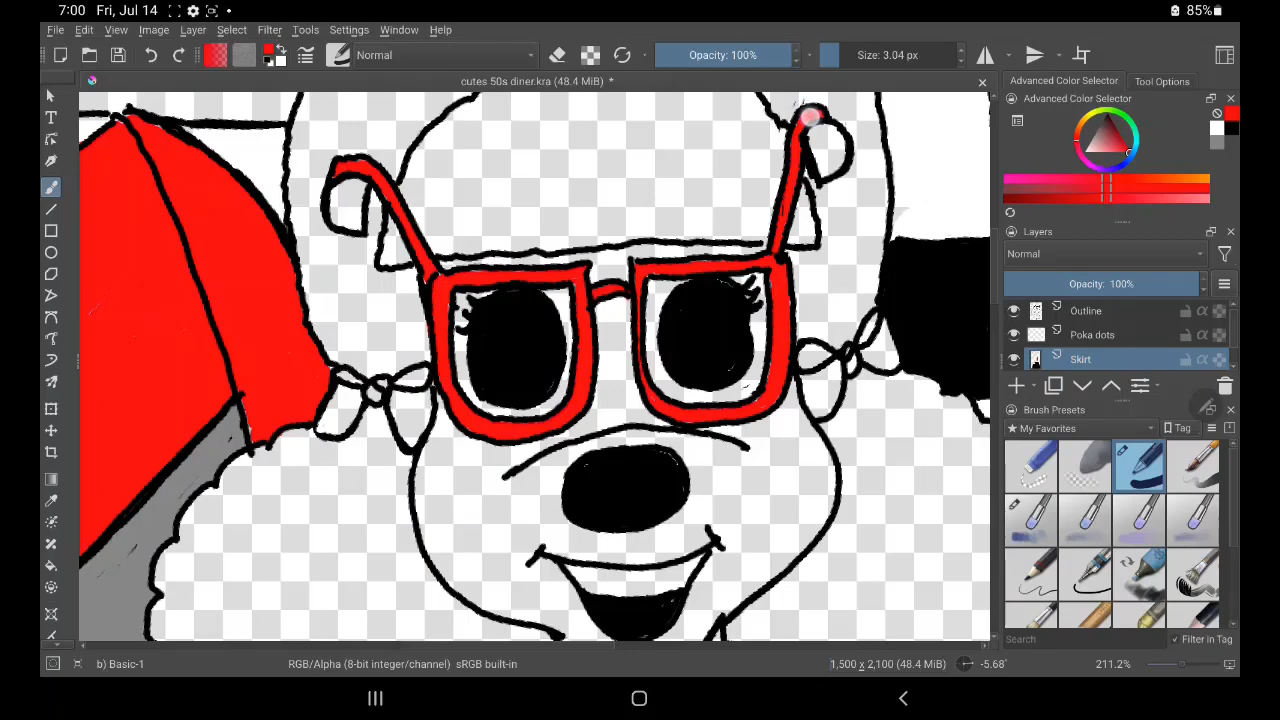 7:00 Fri, Jul 14
85%
File Edit View Image Filter Layer Select Filter Tools Settings Window Help
Normal
Opacity: 100%
Size: 3.04 px
cutes 50s diner.kra (48.4 MiB) *
Advanced Color Selector
Tool Options
Advanced Color Selector
Layers
Normal
Opacity: 100%
Outline
Poka dots
Skirt
Brush Presets
My Favorites
Tag
Search
Filter in Tag
b) Basic-1
RGB/Alpha (8-bit integer/channel) sRGB built-in
1,500 x 2,100 (48.4 MiB)
-5.68°
211.2%